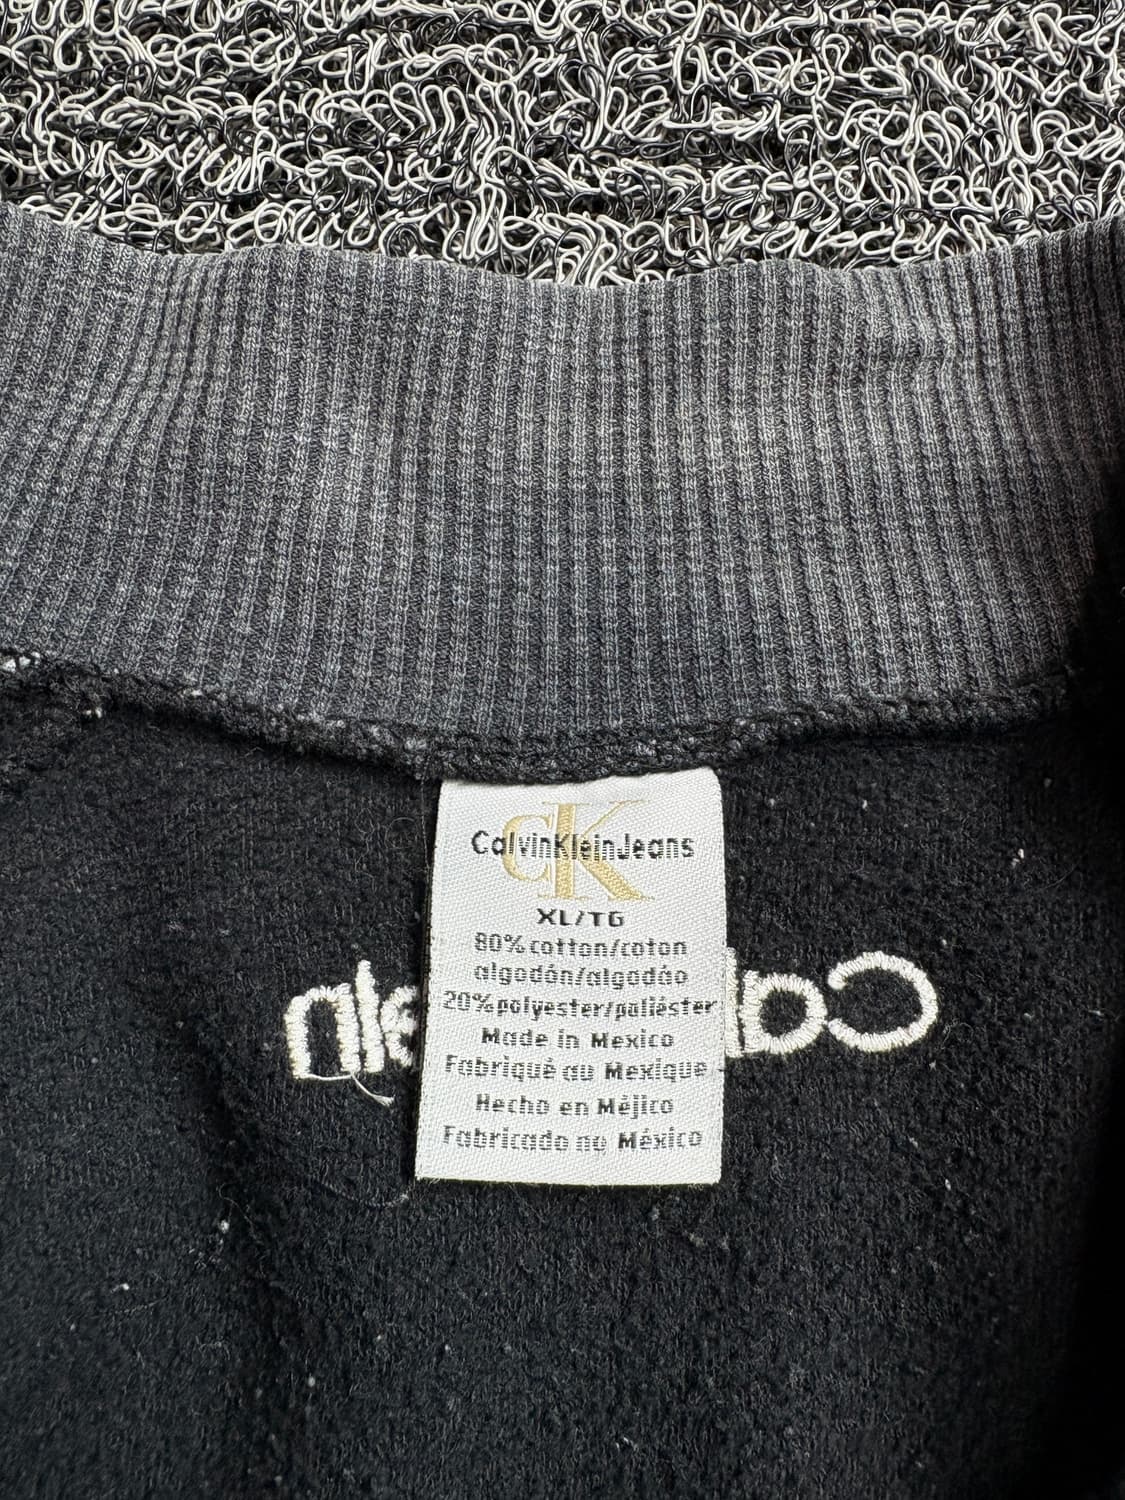 cK
CalvinKleinJeans
XL/TG
80% cotton/coton
algodón/algodão
20% polyester/poliéster
Made in Mexico
Fabriqué au Mexique
Hecho en Méjico
Fabricado no México